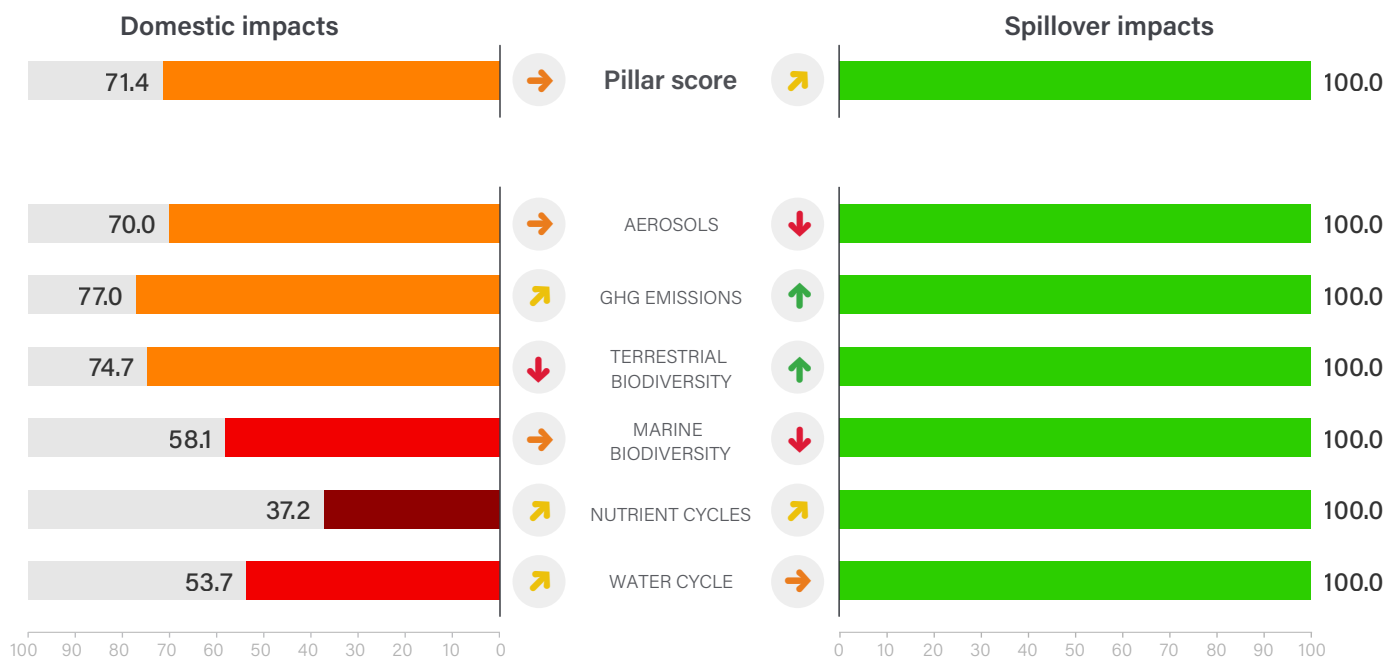 Domestic impacts
Spillover impacts
71.4
Pillar score
100.0
70.0
AEROSOLS
100.0
77.0
GHG EMISSIONS
100.0
74.7
TERRESTRIAL
BIODIVERSITY
100.0
58.1
MARINE
BIODIVERSITY
100.0
37.2
NUTRIENT CYCLES
100.0
53.7
WATER CYCLE
100.0
100 90 80 70 60 50 40 30 20 10 0
0 10 20 30 40 50 60 70 80 90 100